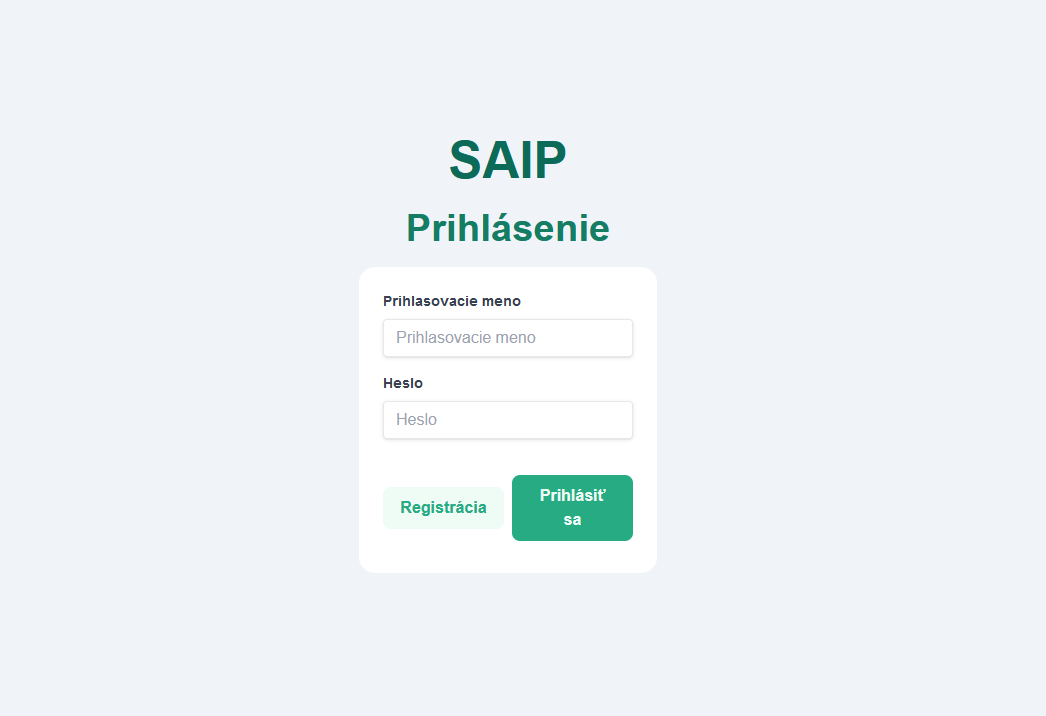 SAIP
Prihlásenie
Prihlasovacie meno
Prihlasovacie meno
Heslo
Heslo
Registrácia
Prihlásiť
sa